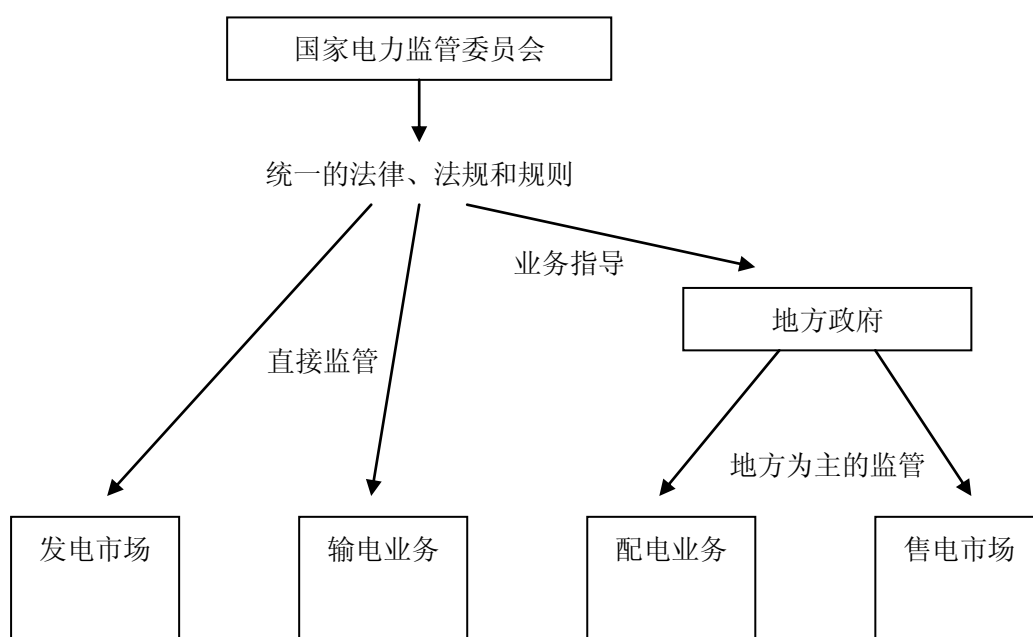 国家电力监管委员会
统一的法律、法规和规则
业务指导
地方政府
直接监管
地方为主的监管
发电市场
输电业务
配电业务
售电市场